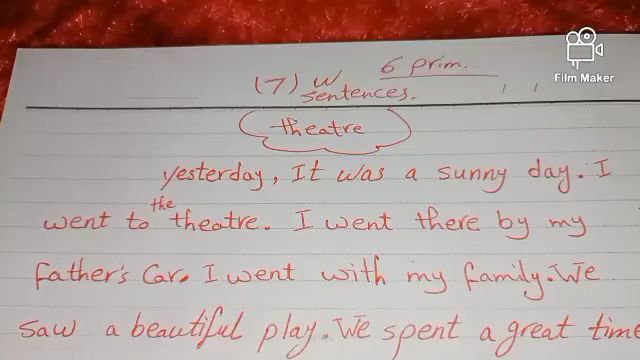 6 prim.
(7) w
sentences.
Film Maker
theatre
yesterday, It was a sunny day. I
went to the theatre. I went there by my
Father's Car. I went with my family. We
saw a beautiful play. We spent a great time